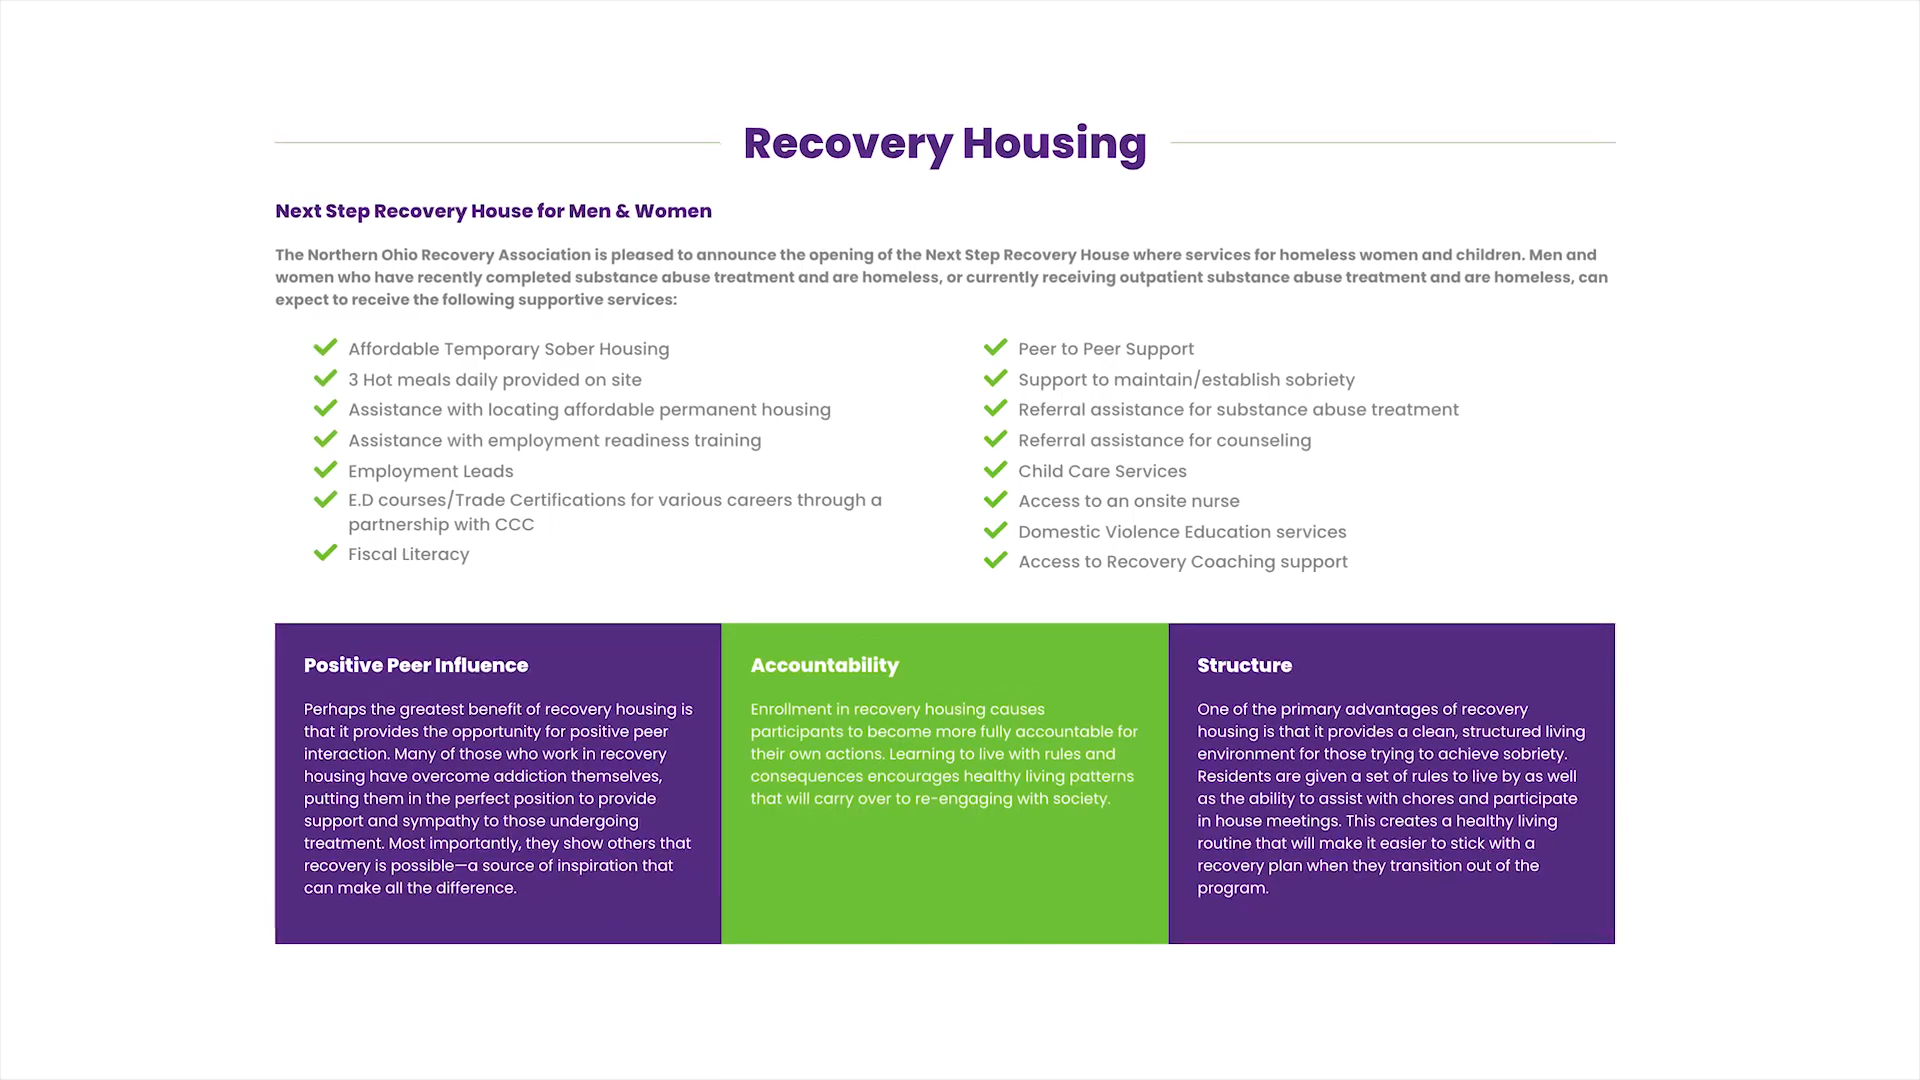 Recovery Housing
Next Step Recovery House for Men & Women
The Northern Ohio Recovery Association is pleased to announce the opening of the Next Step Recovery House where services for homeless women and children. Men and
women who have recently completed substance abuse treatment and are homeless, or currently receiving outpatient substance abuse treatment and are homeless, can
expect to receive the following supportive services:
Affordable Temporary Sober Housing
3 Hot meals daily provided on site
Assistance with locating affordable permanent housing
Assistance with employment readiness training
Employment Leads
E.D courses/Trade Certifications for various careers through a
partnership with CCC
Fiscal Literacy
Peer to Peer Support
Support to maintain/establish sobriety
Referral assistance for substance abuse treatment
Referral assistance for counseling
Child Care Services
Access to an onsite nurse
Domestic Violence Education services
Access to Recovery Coaching support
Positive Peer Influence
Perhaps the greatest benefit of recovery housing is
that it provides the opportunity for positive peer
interaction. Many of those who work in recovery
housing have overcome addiction themselves,
putting them in the perfect position to provide
support and sympathy to those undergoing
treatment. Most importantly, they show others that
recovery is possible—a source of inspiration that
can make all the difference.
Accountability
Enrollment in recovery housing causes
participants to become more fully accountable for
their own actions. Learning to live with rules and
consequences encourages healthy living patterns
that will carry over to re-engaging with society.
Structure
One of the primary advantages of recovery
housing is that it provides a clean, structured living
environment for those trying to achieve sobriety.
Residents are given a set of rules to live by as well
as the ability to assist with chores and participate
in house meetings. This creates a healthy living
routine that will make it easier to stick with a
recovery plan when they transition out of the
program.